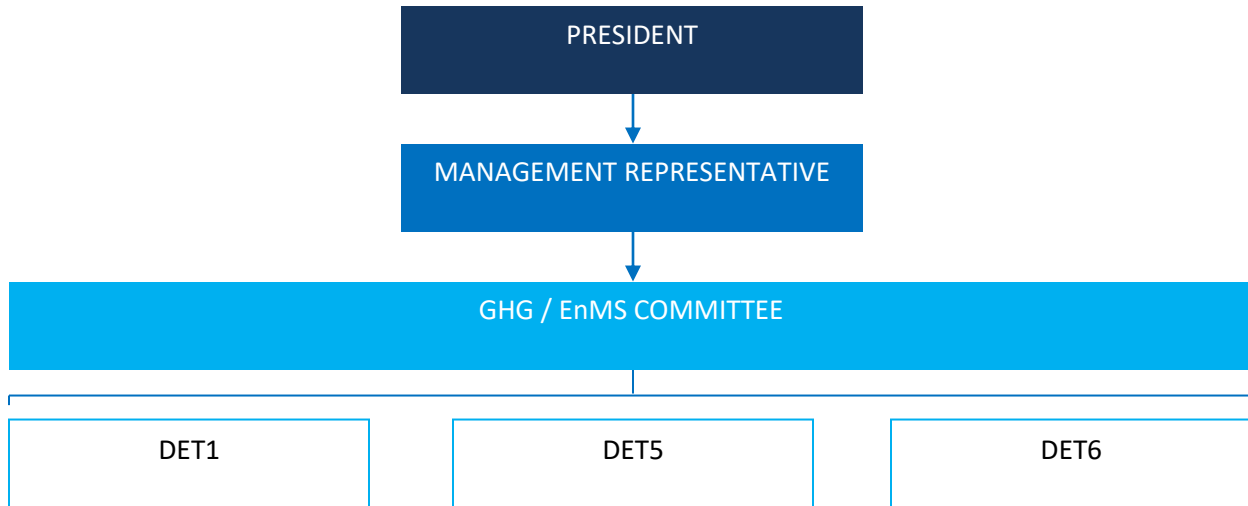 PRESIDENT
MANAGEMENT REPRESENTATIVE
GHG / EnMS COMMITTEE
DET1
DET5
DET6